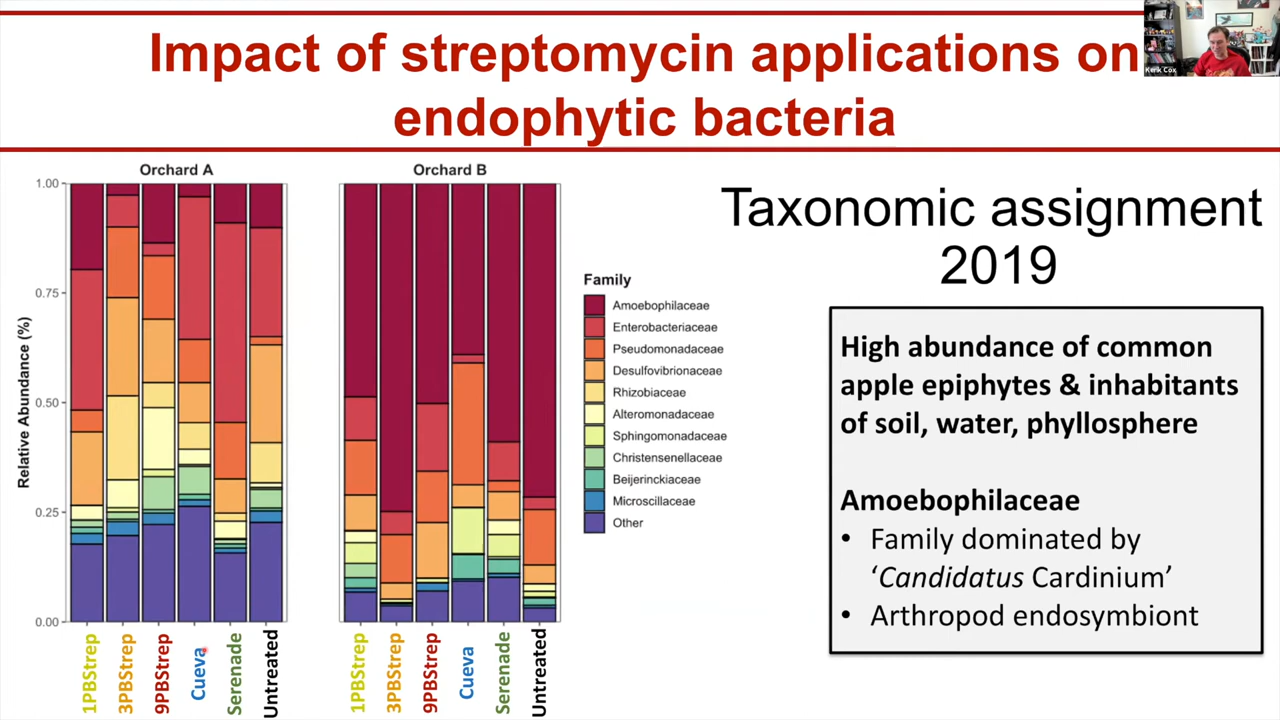 Impact of streptomycin applications on
endophytic bacteria
Kerik Cox
Orchard A
Orchard B
1.00
0.75
0.50
0.25
0.00
Relative Abundance (%)
1PBStrep
3PBStrep
9PBStrep
Cueva
Serenade
Untreated
1PBStrep
3PBStrep
9PBStrep
Cueva
Serenade
Untreated
Family
Amoebophilaceae
Enterobacteriaceae
Pseudomonadaceae
Desulfovibrionaceae
Rhizobiaceae
Alteromonadaceae
Sphingomonadaceae
Christensenellaceae
Beijerinckiaceae
Microscillaceae
Other
Taxonomic assignment
2019
High abundance of common
apple epiphytes & inhabitants
of soil, water, phyllosphere
Amoebophilaceae
• Family dominated by
‘Candidatus Cardinium’
• Arthropod endosymbiont